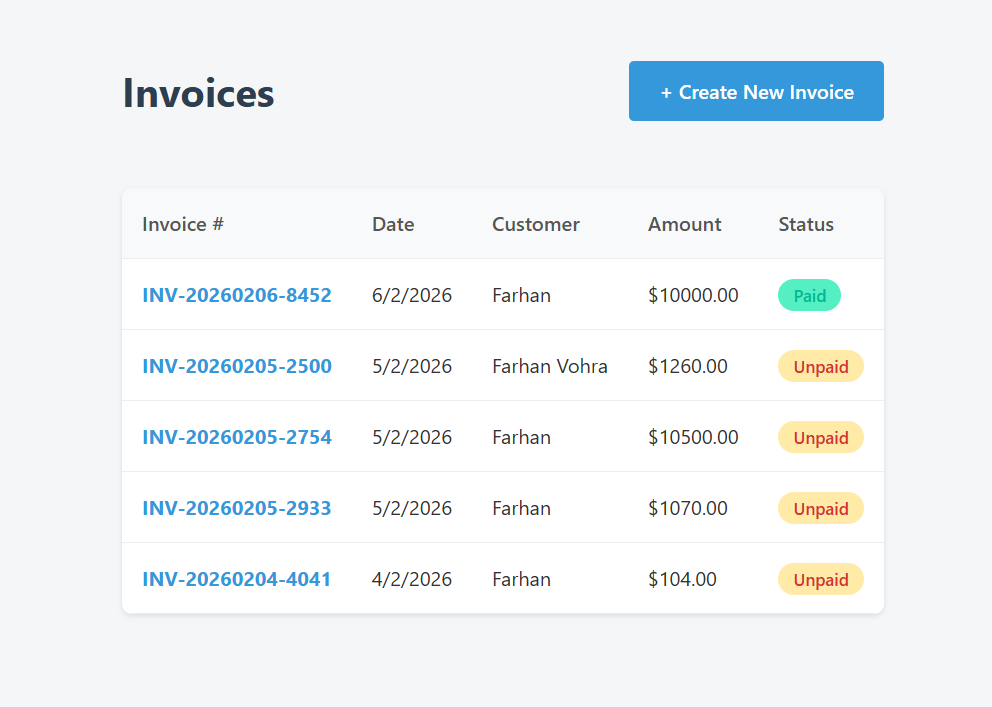 Invoices
+ Create New Invoice
Invoice # Date Customer Amount Status
INV-20260206-8452 6/2/2026 Farhan $10000.00 Paid
INV-20260205-2500 5/2/2026 Farhan Vohra $1260.00 Unpaid
INV-20260205-2754 5/2/2026 Farhan $10500.00 Unpaid
INV-20260205-2933 5/2/2026 Farhan $1070.00 Unpaid
INV-20260204-4041 4/2/2026 Farhan $104.00 Unpaid